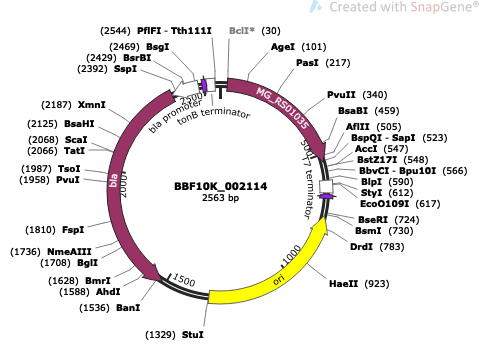 Created with SnapGene®
(2544) PflFI - Tth111I
BclI* (30)
(2469) BsgI
AgeI (101)
(2429) BsrBI
PasI (217)
(2392) SspI
2500
bla promoter
tonB terminator
MG_RS01035
PvuII (340)
(2187) XmnI
BsaBI (459)
(2125) BsaHI
AflII (505)
(2068) ScaI
BspQI - SapI (523)
(2066) TatI
500
AccI (547)
BstZ17I (548)
(1987) TsoI
BbvCI - Bpu10I (566)
(1958) PvuI
BlpI (590)
bla
2000
BBF10K_002114
2563 bp
T7 terminator
StyI (612)
EcoO109I (617)
(1810) FspI
BseRI (724)
BsmI (730)
(1736) NmeAIII
DrdI (783)
(1708) BglI
1000
(1628) BmrI
1500
ori
HaeII (923)
(1588) AhdI
(1536) BanI
(1329) StuI